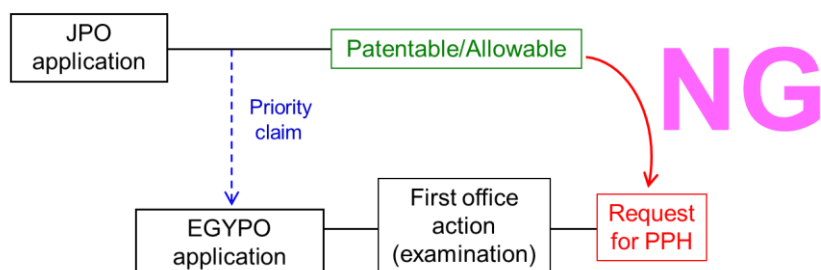 JPO
application
Patentable/Allowable
NG
Priority
claim
EGYPO
application
First office
action
(examination)
Request
for PPH